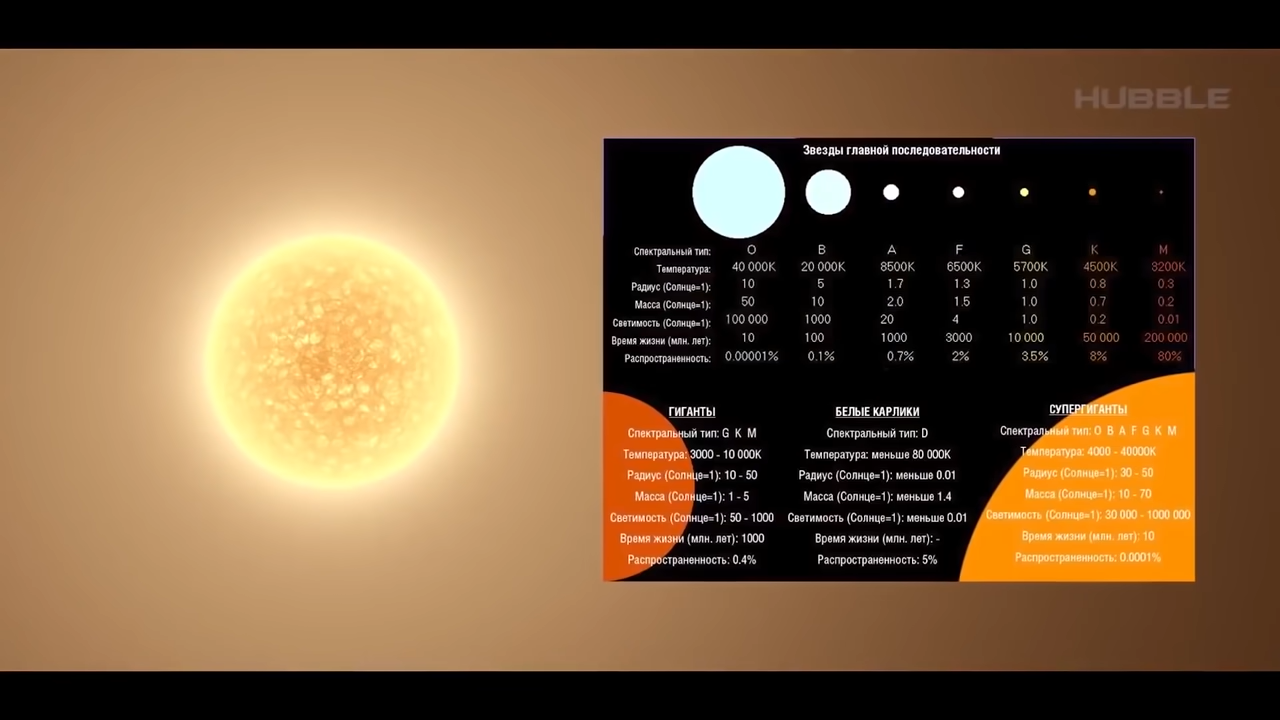 HUBBLE
Звезды главной последовательности
Спектральный тип: O B A F G K M
Температура: 40 000K 20 000K 8500K 6500K 5700K 4500K 3200K
Радиус (Солнце=1): 10 5 1.7 1.3 1.0 0.8 0.3
Масса (Солнце=1): 50 10 2.0 1.5 1.0 0.7 0.2
Светимость (Солнце=1): 100 000 1000 20 4 1.0 0.2 0.01
Время жизни (млн. лет): 10 100 1000 3000 10 000 50 000 200 000
Распространенность: 0.00001% 0.1% 0.7% 2% 3.5% 8% 80%
ГИГАНТЫ
Спектральный тип: G K M
Температура: 3000 - 10 000K
Радиус (Солнце=1): 10 - 50
Масса (Солнце=1): 1 - 5
Светимость (Солнце=1): 50 - 1000
Время жизни (млн. лет): 1000
Распространенность: 0.4%
БЕЛЫЕ КАРЛИКИ
Спектральный тип: D
Температура: меньше 80 000K
Радиус (Солнце=1): меньше 0.01
Масса (Солнце=1): меньше 1.4
Светимость (Солнце=1): меньше 0.01
Время жизни (млн. лет): -
Распространенность: 5%
СУПЕРГИГАНТЫ
Спектральный тип: O B A F G K M
Температура: 4000 - 40000K
Радиус (Солнце=1): 30 - 50
Масса (Солнце=1): 10 - 70
Светимость (Солнце=1): 30 000 - 1000 000
Время жизни (млн. лет): 10
Распространенность: 0.0001%